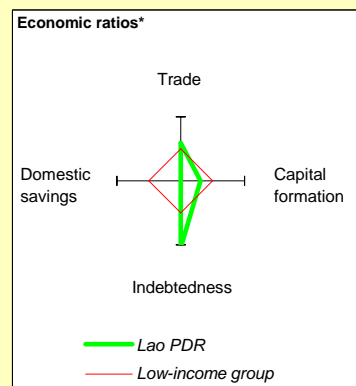 Economic ratios*
Trade
Domestic
savings
Capital
formation
Indebtedness
Lao PDR
Low-income group